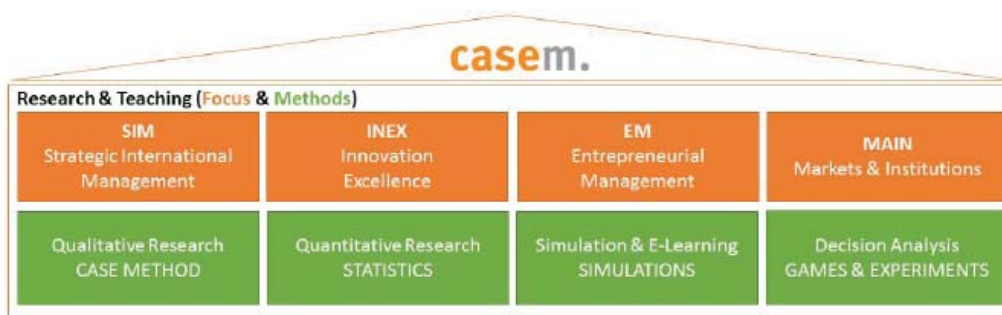 casem.
Research & Teaching (Focus & Methods)
SIM
Strategic International
Management
INEX
Innovation
Excellence
EM
Entrepreneurial
Management
MAIN
Markets & Institutions
Qualitative Research
CASE METHOD
Quantitative Research
STATISTICS
Simulation & E-Learning
SIMULATIONS
Decision Analysis
GAMES & EXPERIMENTS